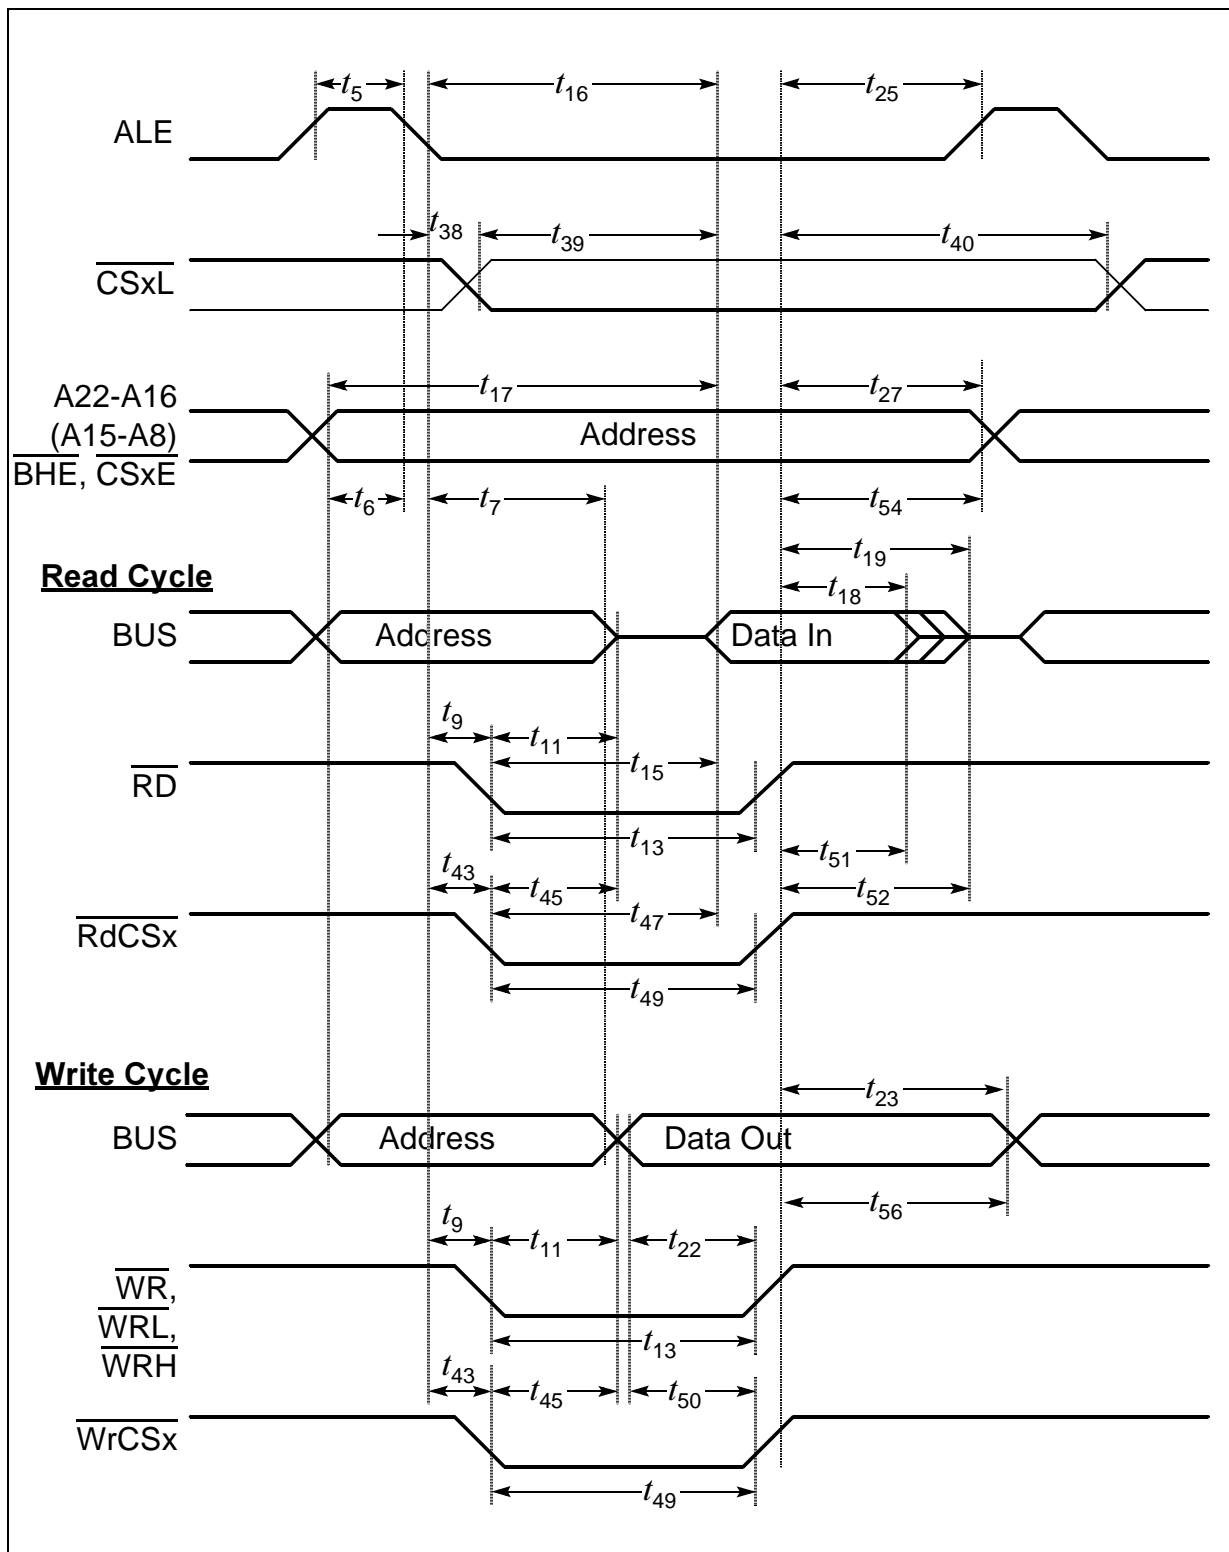 t5
t16
t25
ALE
t38
t39
t40
CSxL
t17
t27
A22-A16
(A15-A8)
BHE, CSxE
Address
t6
t7
t54
t19
Read Cycle
t18
BUS
Address
Data In
t9
t11
t15
RD
t13
t51
t43
t45
t52
t47
RdCSx
t49
Write Cycle
t23
BUS
Address
Data Out
t56
t9
t11
t22
WR,
WRL,
WRH
t13
t43
t45
t50
WrCSx
t49